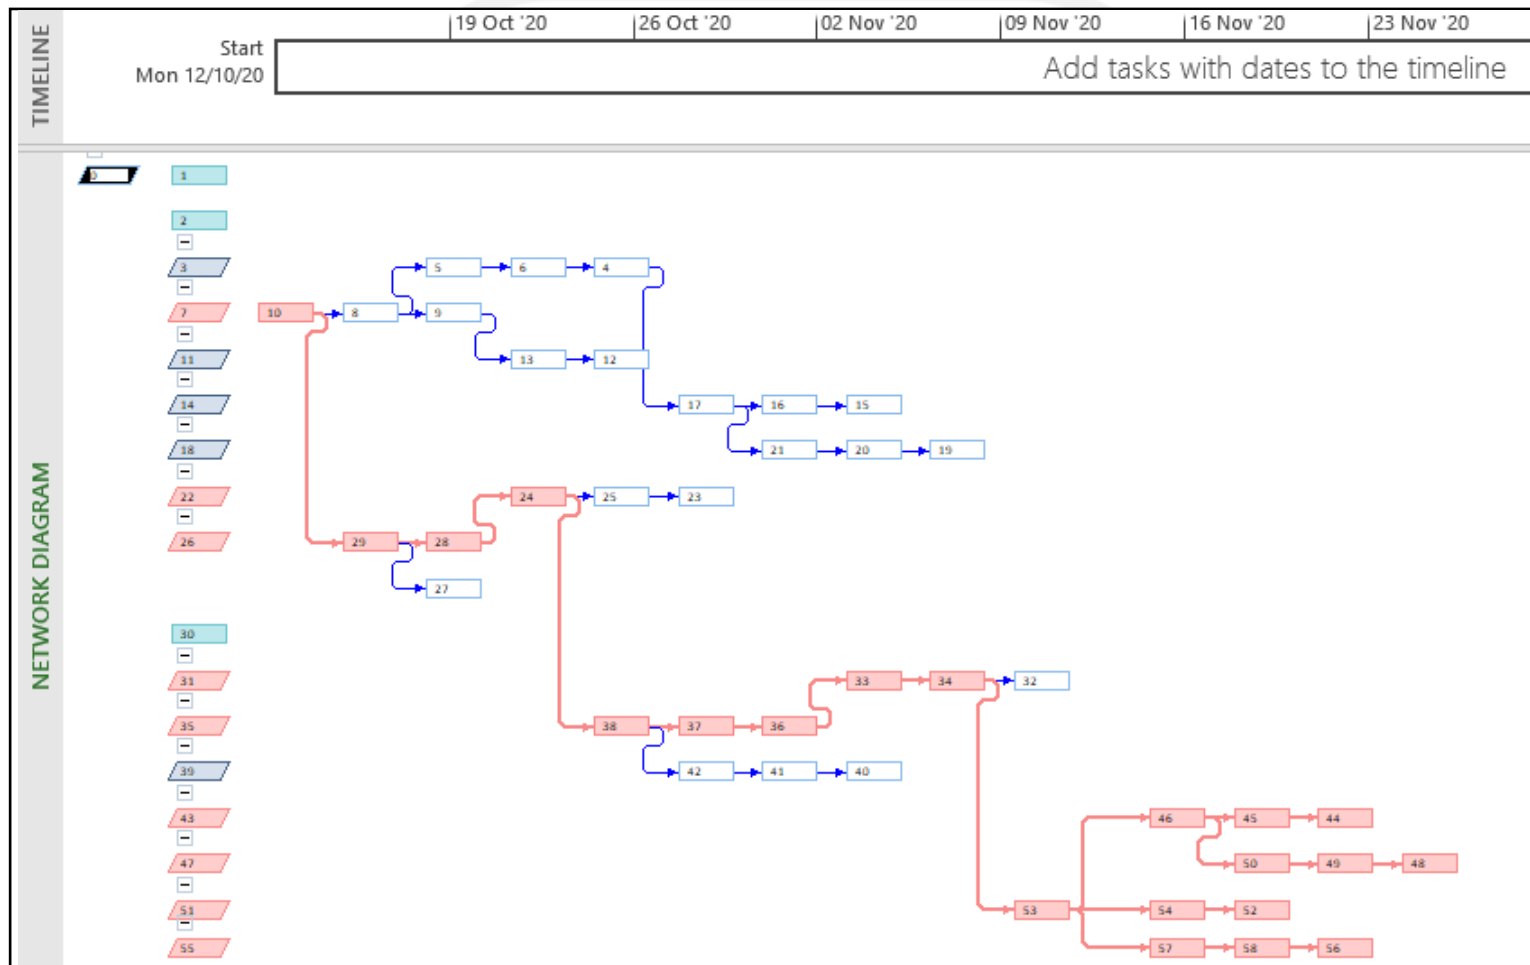 TIMELINE
19 Oct '20 26 Oct '20 02 Nov '20 09 Nov '20 16 Nov '20 23 Nov '20
Start
Mon 12/10/20
Add tasks with dates to the timeline
NETWORK DIAGRAM
0 1
2
3 5 6 4
7 10 8 9
11 13 12
14 17 16 15
18 21 20 19
22 24 25 23
26 29 28
27
30
31 33 34 32
35 38 37 36
39 42 41 40
43 46 45 44
47 50 49 48
51 53 54 52
55 57 58 56